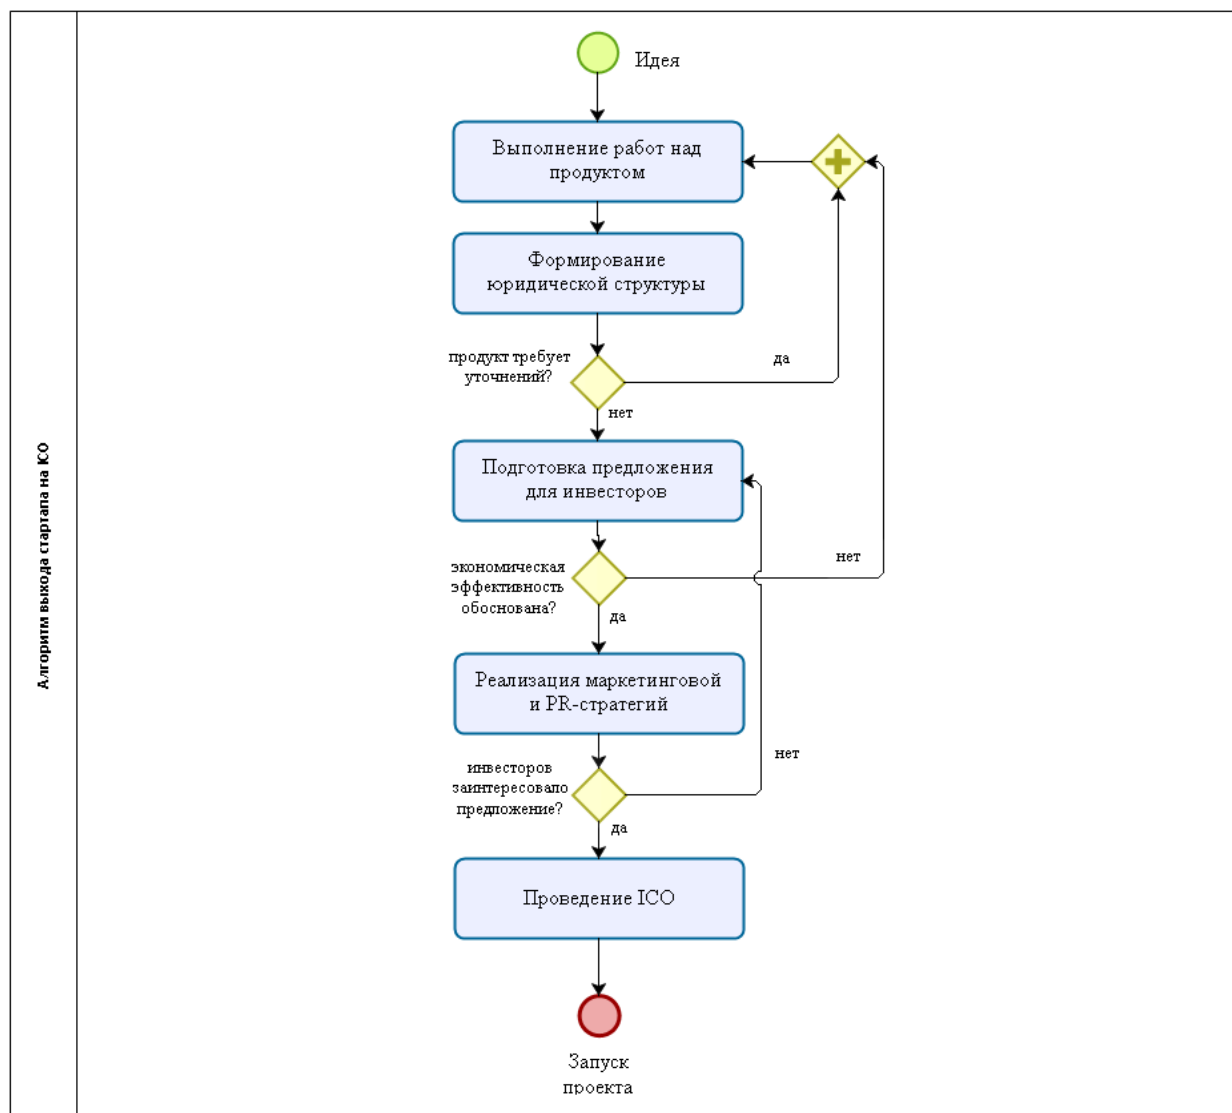 Алгоритм выхода стартапа на ICO
Идея
Выполнение работ над
продуктом
Формирование
юридической структуры
продукт требует
уточнений?
да
нет
Подготовка предложения
для инвесторов
экономическая
эффективность
обоснована?
нет
да
Реализация маркетинговой
и PR-стратегий
инвесторов
заинтересовало
предложение?
нет
да
Проведение ICO
Запуск
проекта